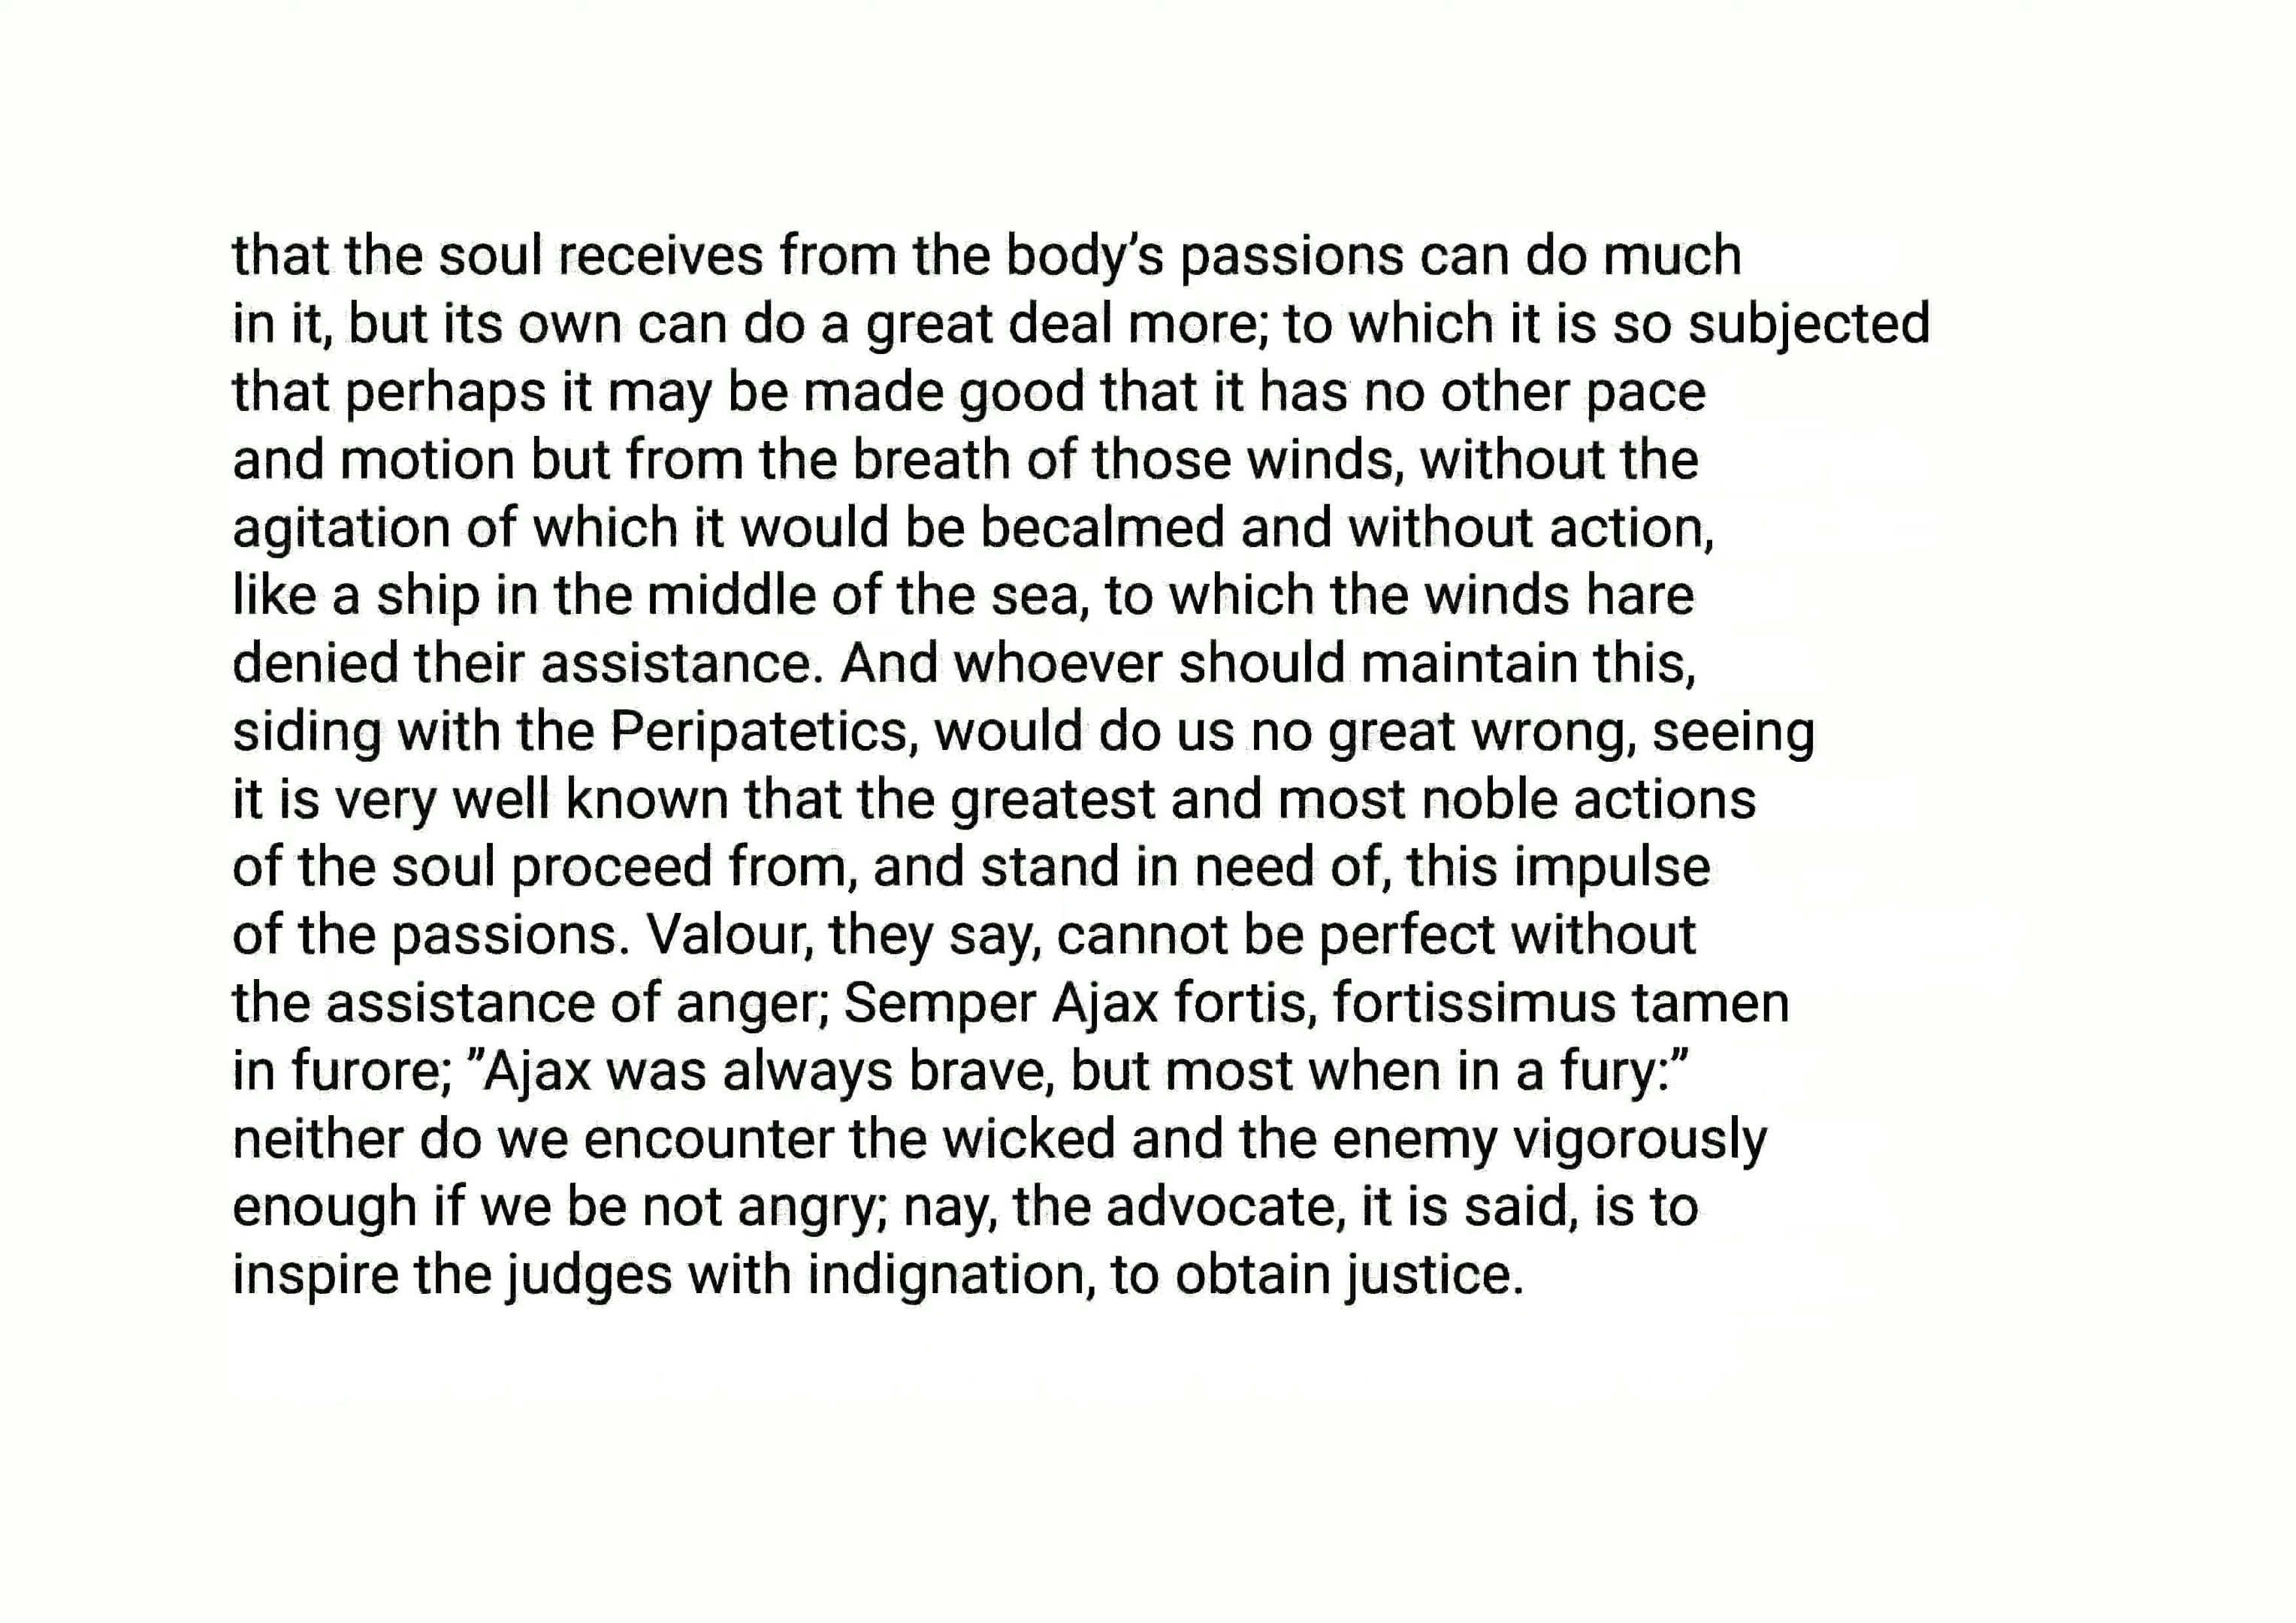 that the soul receives from the body’s passions can do much
in it, but its own can do a great deal more; to which it is so subjected
that perhaps it may be made good that it has no other pace
and motion but from the breath of those winds, without the
agitation of which it would be becalmed and without action,
like a ship in the middle of the sea, to which the winds hare
denied their assistance. And whoever should maintain this,
siding with the Peripatetics, would do us no great wrong, seeing
it is very well known that the greatest and most noble actions
of the soul proceed from, and stand in need of, this impulse
of the passions. Valour, they say, cannot be perfect without
the assistance of anger; Semper Ajax fortis, fortissimus tamen
in furore; ”Ajax was always brave, but most when in a fury:”
neither do we encounter the wicked and the enemy vigorously
enough if we be not angry; nay, the advocate, it is said, is to
inspire the judges with indignation, to obtain justice.